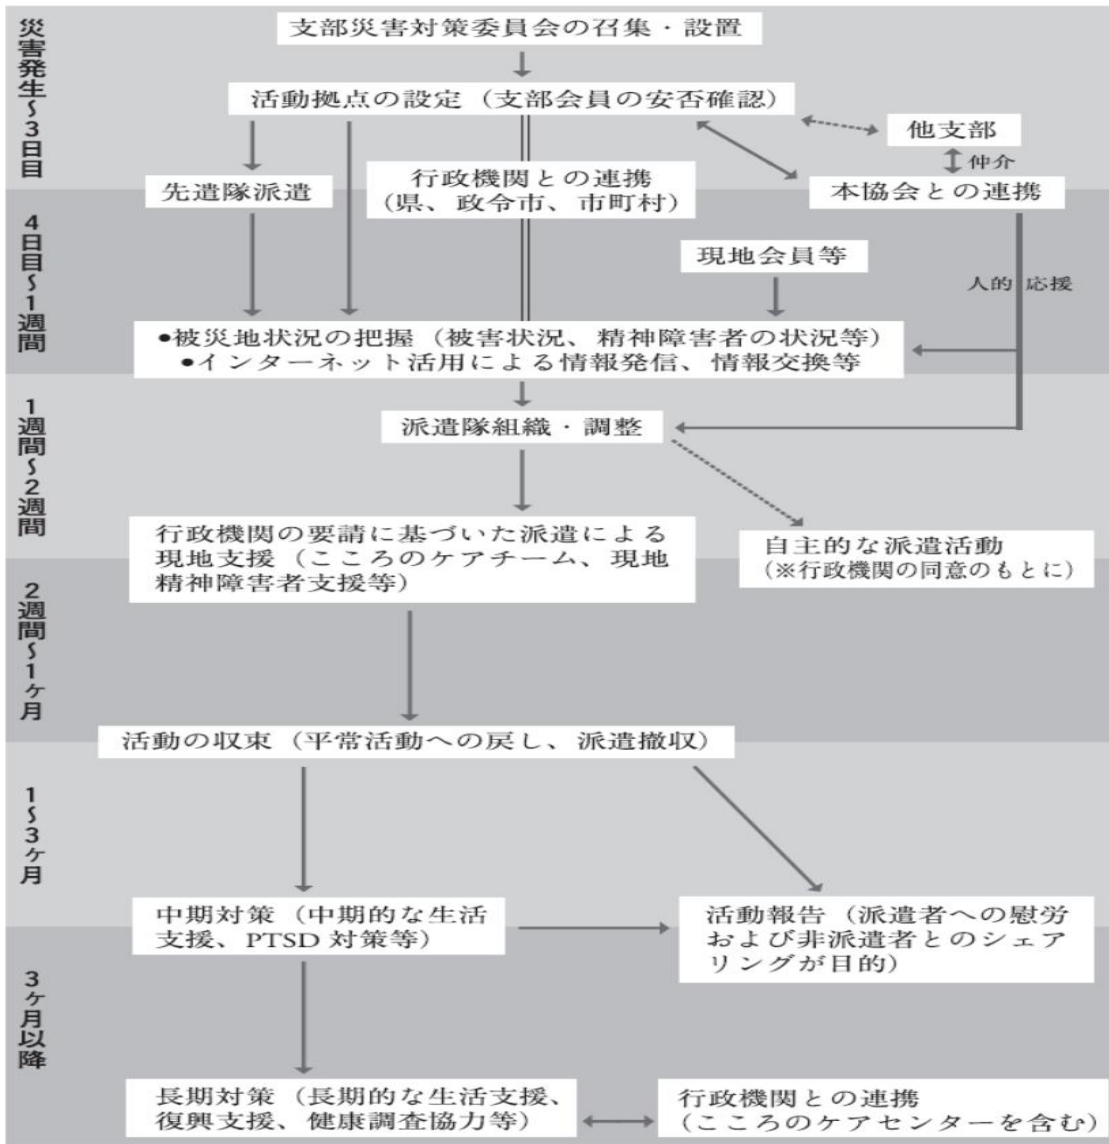 災害発生～3日目
支部災害対策委員会の召集・設置
活動拠点の設定（支部会員の安否確認）
他支部
仲介
先遣隊派遣
行政機関との連携
（県、政令市、市町村）
本協会との連携
4日目～1週間
現地会員等
人的 応援
●被災地状況の把握（被害状況、精神障害者の状況等）
●インターネット活用による情報発信、情報交換等
1週間～2週間
派遣隊組織・調整
行政機関の要請に基づいた派遣による
現地支援（こころのケアチーム、現地
精神障害者支援等）
自主的な派遣活動
（※行政機関の同意のもとに）
2週間～1ヶ月
活動の収束（平常活動への戻し、派遣撤収）
1～3ヶ月
中期対策（中期的な生活
支援、PTSD 対策等）
活動報告（派遣者への慰労
および非派遣者とのシェア
リングが目的）
3ヶ月以降
長期対策（長期的な生活支援、
復興支援、健康調査協力等）
行政機関との連携
（こころのケアセンターを含む）